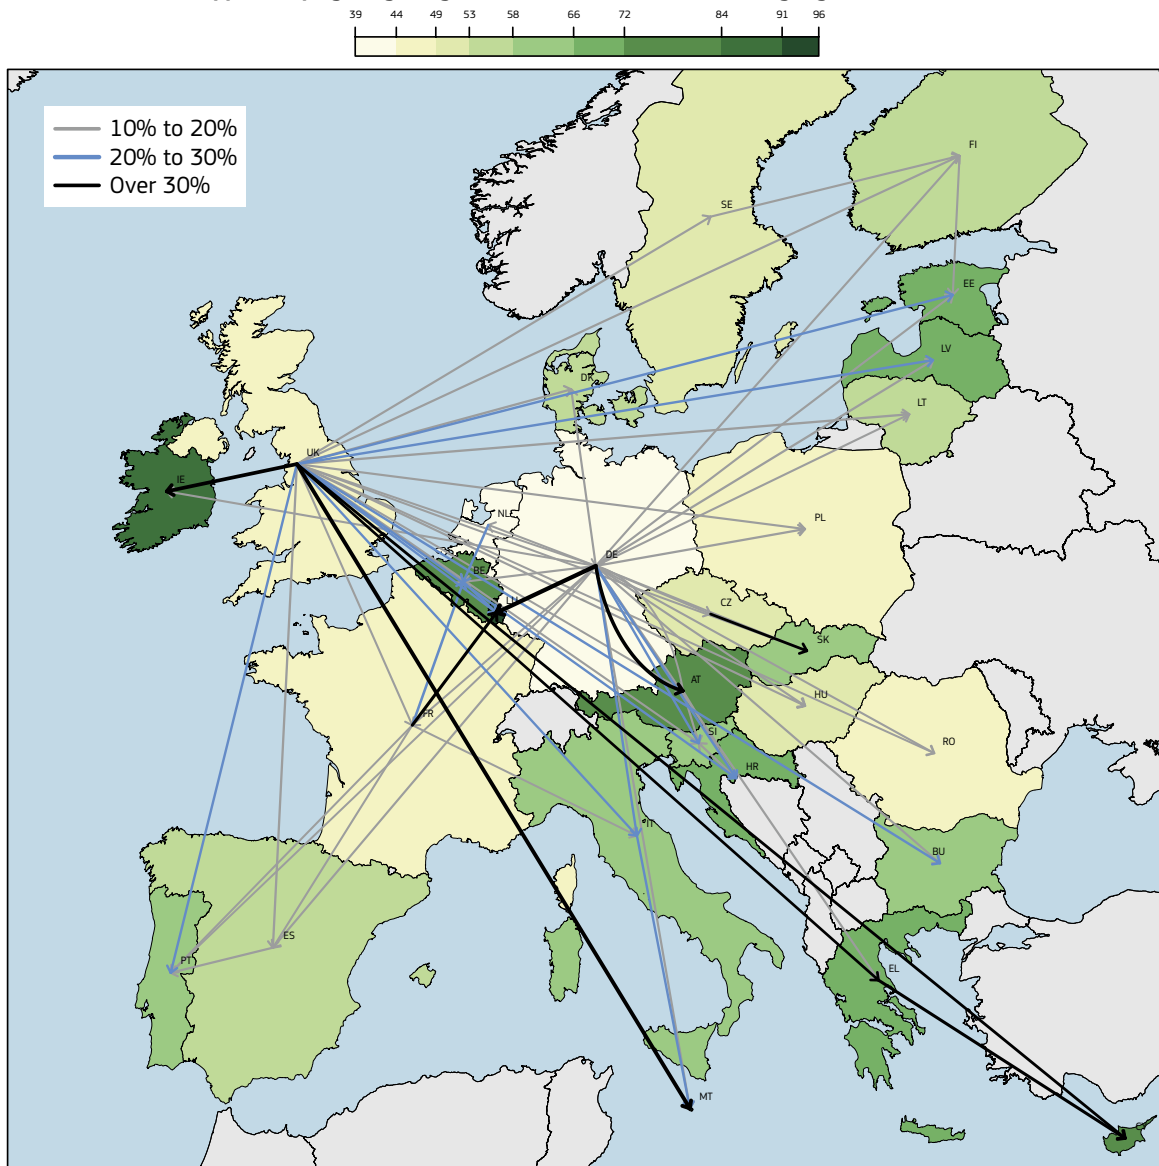 39 44 49 53 58 66 72 84 91 96
10% to 20%
20% to 30%
Over 30%
FI
SE
EE
LV
DK
LT
UK
IE
NL
PL
DE
BE
LU
CZ
SK
AT
HU
FR
SI
RO
HR
IT
BU
ES
PT
EL
MT